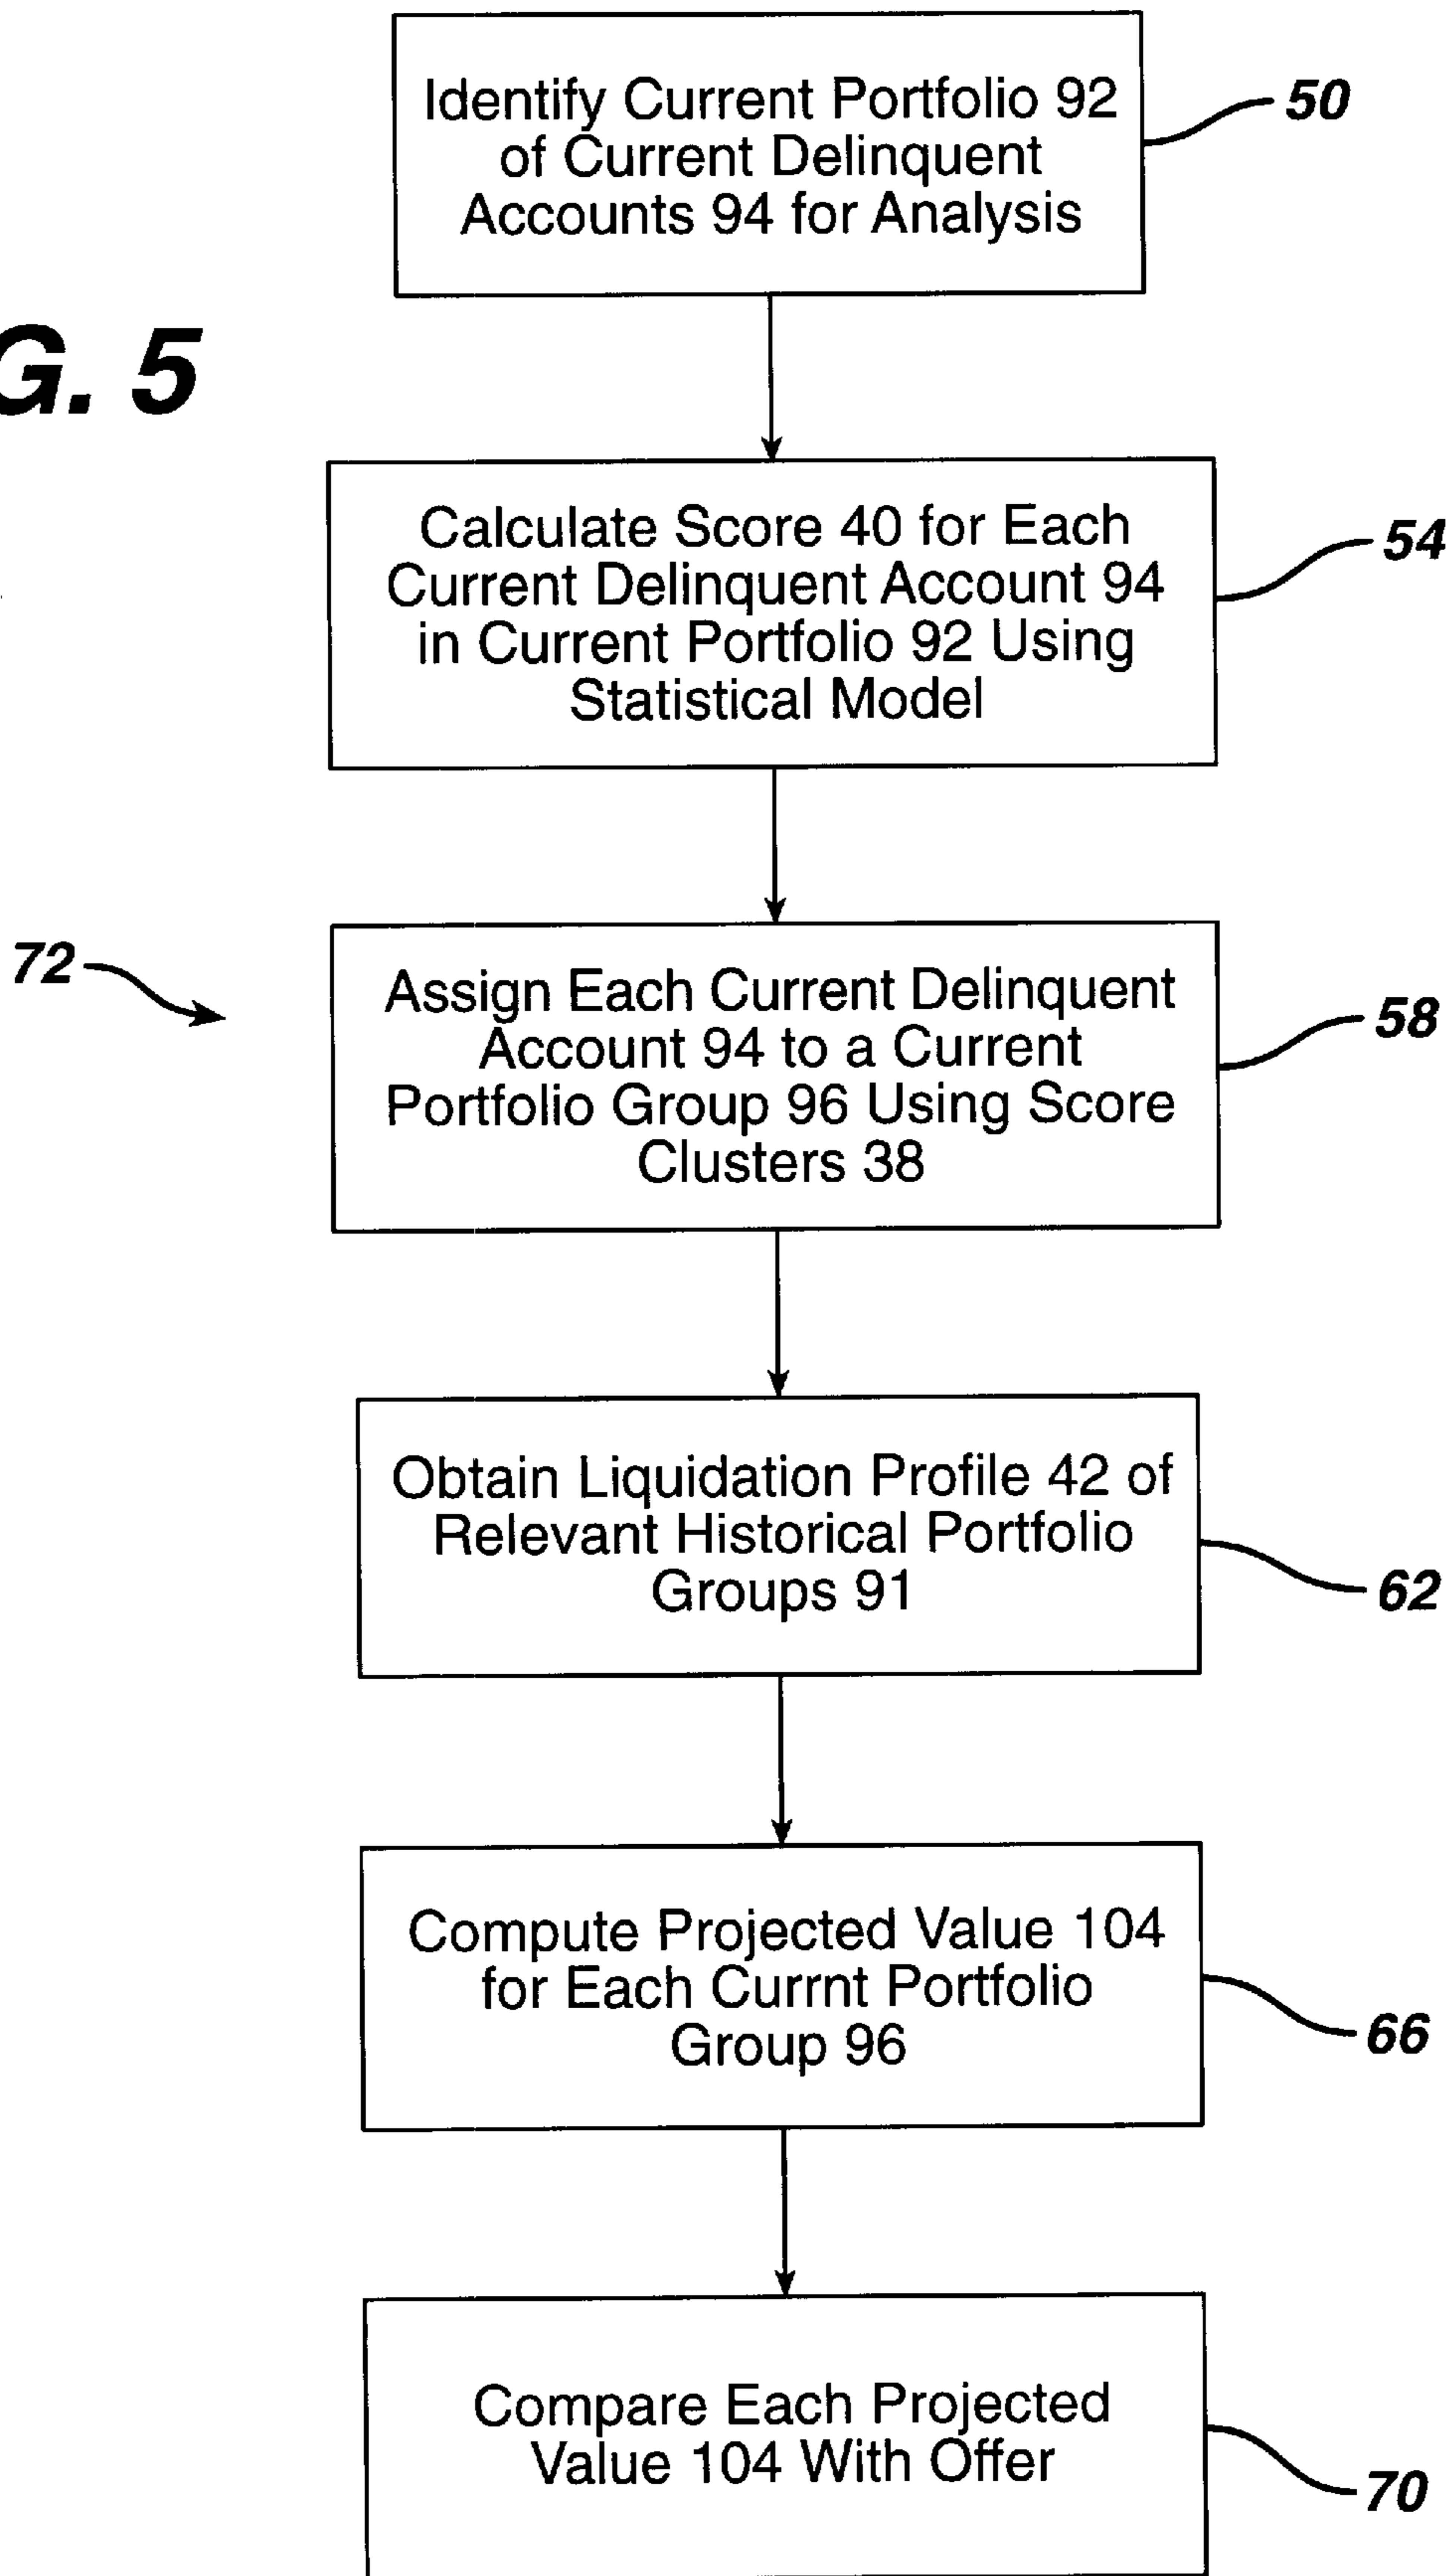 Identify Current Portfolio 92
of Current Delinquent
Accounts 94 for Analysis
50
G. 5
Calculate Score 40 for Each
Current Delinquent Account 94
in Current Portfolio 92 Using
Statistical Model
54
72
Assign Each Current Delinquent
Account 94 to a Current
Portfolio Group 96 Using Score
Clusters 38
58
Obtain Liquidation Profile 42 of
Relevant Historical Portfolio
Groups 91
62
Compute Projected Value 104
for Each Currnt Portfolio
Group 96
66
Compare Each Projected
Value 104 With Offer
70